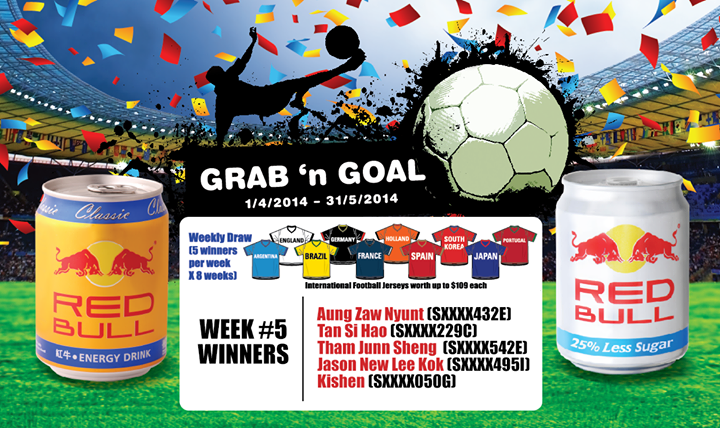 GRAB ‘n GOAL
1/4/2014 – 31/5/2014
Classic
RED
BULL
紅牛 • ENERGY DRINK
RED
BULL
25% Less Sugar
Weekly Draw
(5 winners
per week
X 8 weeks)
ENGLAND GERMANY HOLLAND SOUTH KOREA PORTUGAL
ARGENTINA BRAZIL FRANCE SPAIN JAPAN
International Football Jerseys worth up to $109 each
WEEK #5
WINNERS
Aung Zaw Nyunt (SXXXX432E)
Tan Si Hao (SXXXX229C)
Tham Junn Sheng (SXXXX542E)
Jason New Lee Kok (SXXXX495I)
Kishen (SXXXX050G)